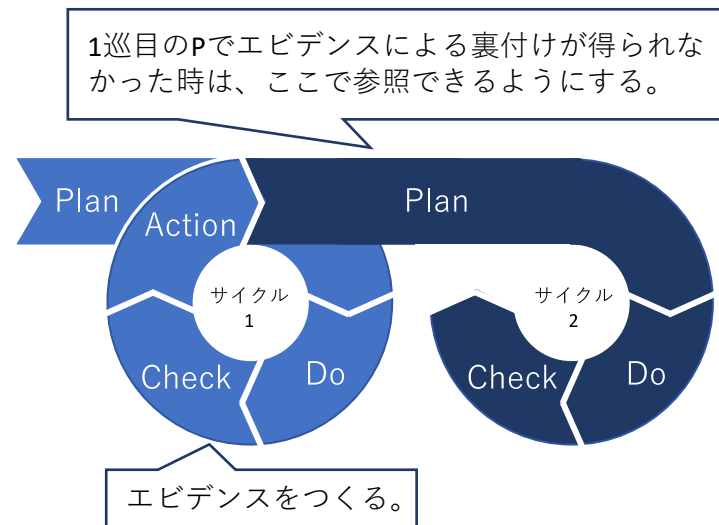 1巡目のPでエビデンスによる裏付けが得られな
かった時は、ここで参照できるようにする。
Plan
Action
Plan
サイクル
1
サイクル
2
Check
Do
Check
Do
エビデンスをつくる。